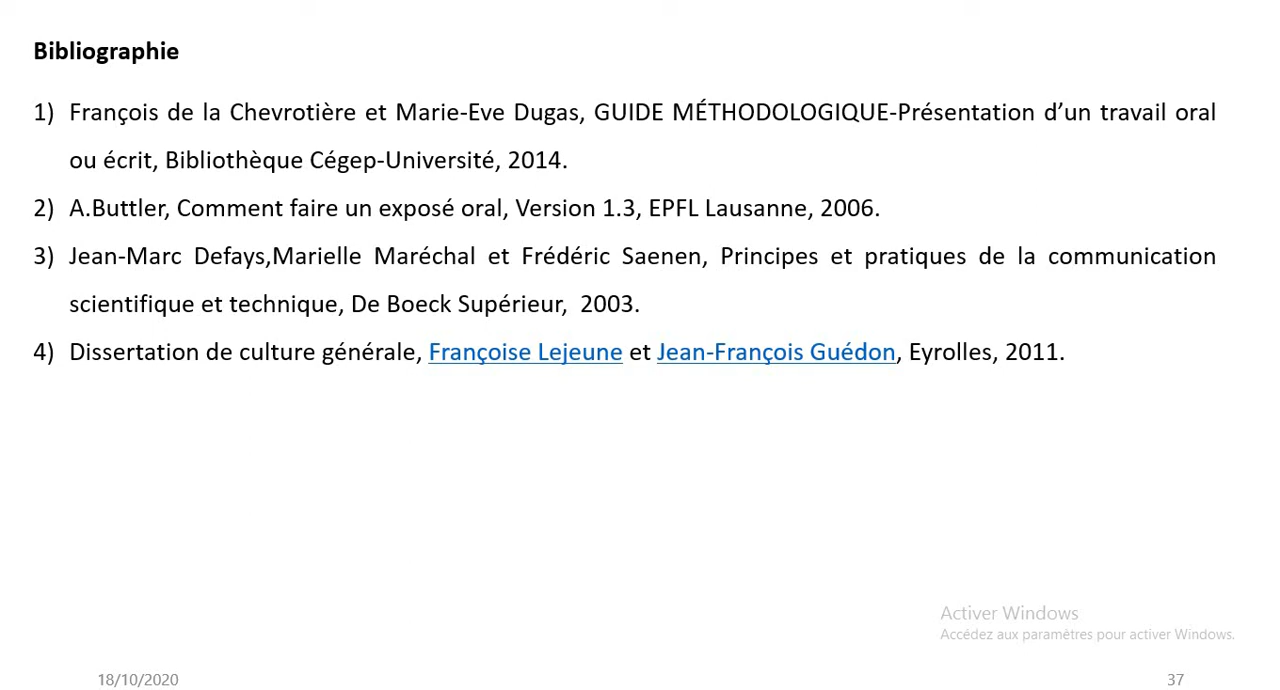 Bibliographie
1) François de la Chevrotière et Marie-Eve Dugas, GUIDE MÉTHODOLOGIQUE-Présentation d’un travail oral
ou écrit, Bibliothèque Cégep-Université, 2014.
2) A.Buttler, Comment faire un exposé oral, Version 1.3, EPFL Lausanne, 2006.
3) Jean-Marc Defays,Marielle Maréchal et Frédéric Saenen, Principes et pratiques de la communication
scientifique et technique, De Boeck Supérieur, 2003.
4) Dissertation de culture générale, Françoise Lejeune et Jean-François Guédon, Eyrolles, 2011.
Activer Windows
Accédez aux paramètres pour activer Windows.
18/10/2020 37